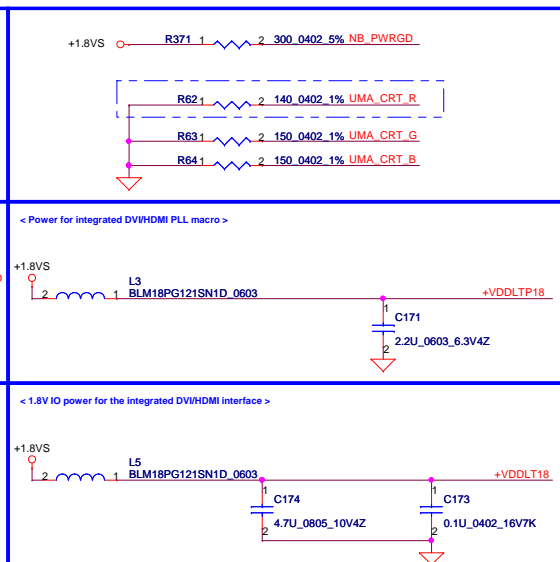 +1.8VS R371 1 2 300_0402_5% NB_PWRGD
R62 1 2 140_0402_1% UMA_CRT_R
R63 1 2 150_0402_1% UMA_CRT_G
R64 1 2 150_0402_1% UMA_CRT_B
< Power for integrated DVI/HDMI PLL macro >
+1.8VS
L3
2 1 BLM18PG121SN1D_0603 +VDDLTP18
1
C171
2
2.2U_0603_6.3V4Z
< 1.8V IO power for the integrated DVI/HDMI interface >
+1.8VS
L5
2 1 BLM18PG121SN1D_0603 +VDDLT18
1 1
C174 C173
4.7U_0805_10V4Z 0.1U_0402_16V7K
2 2